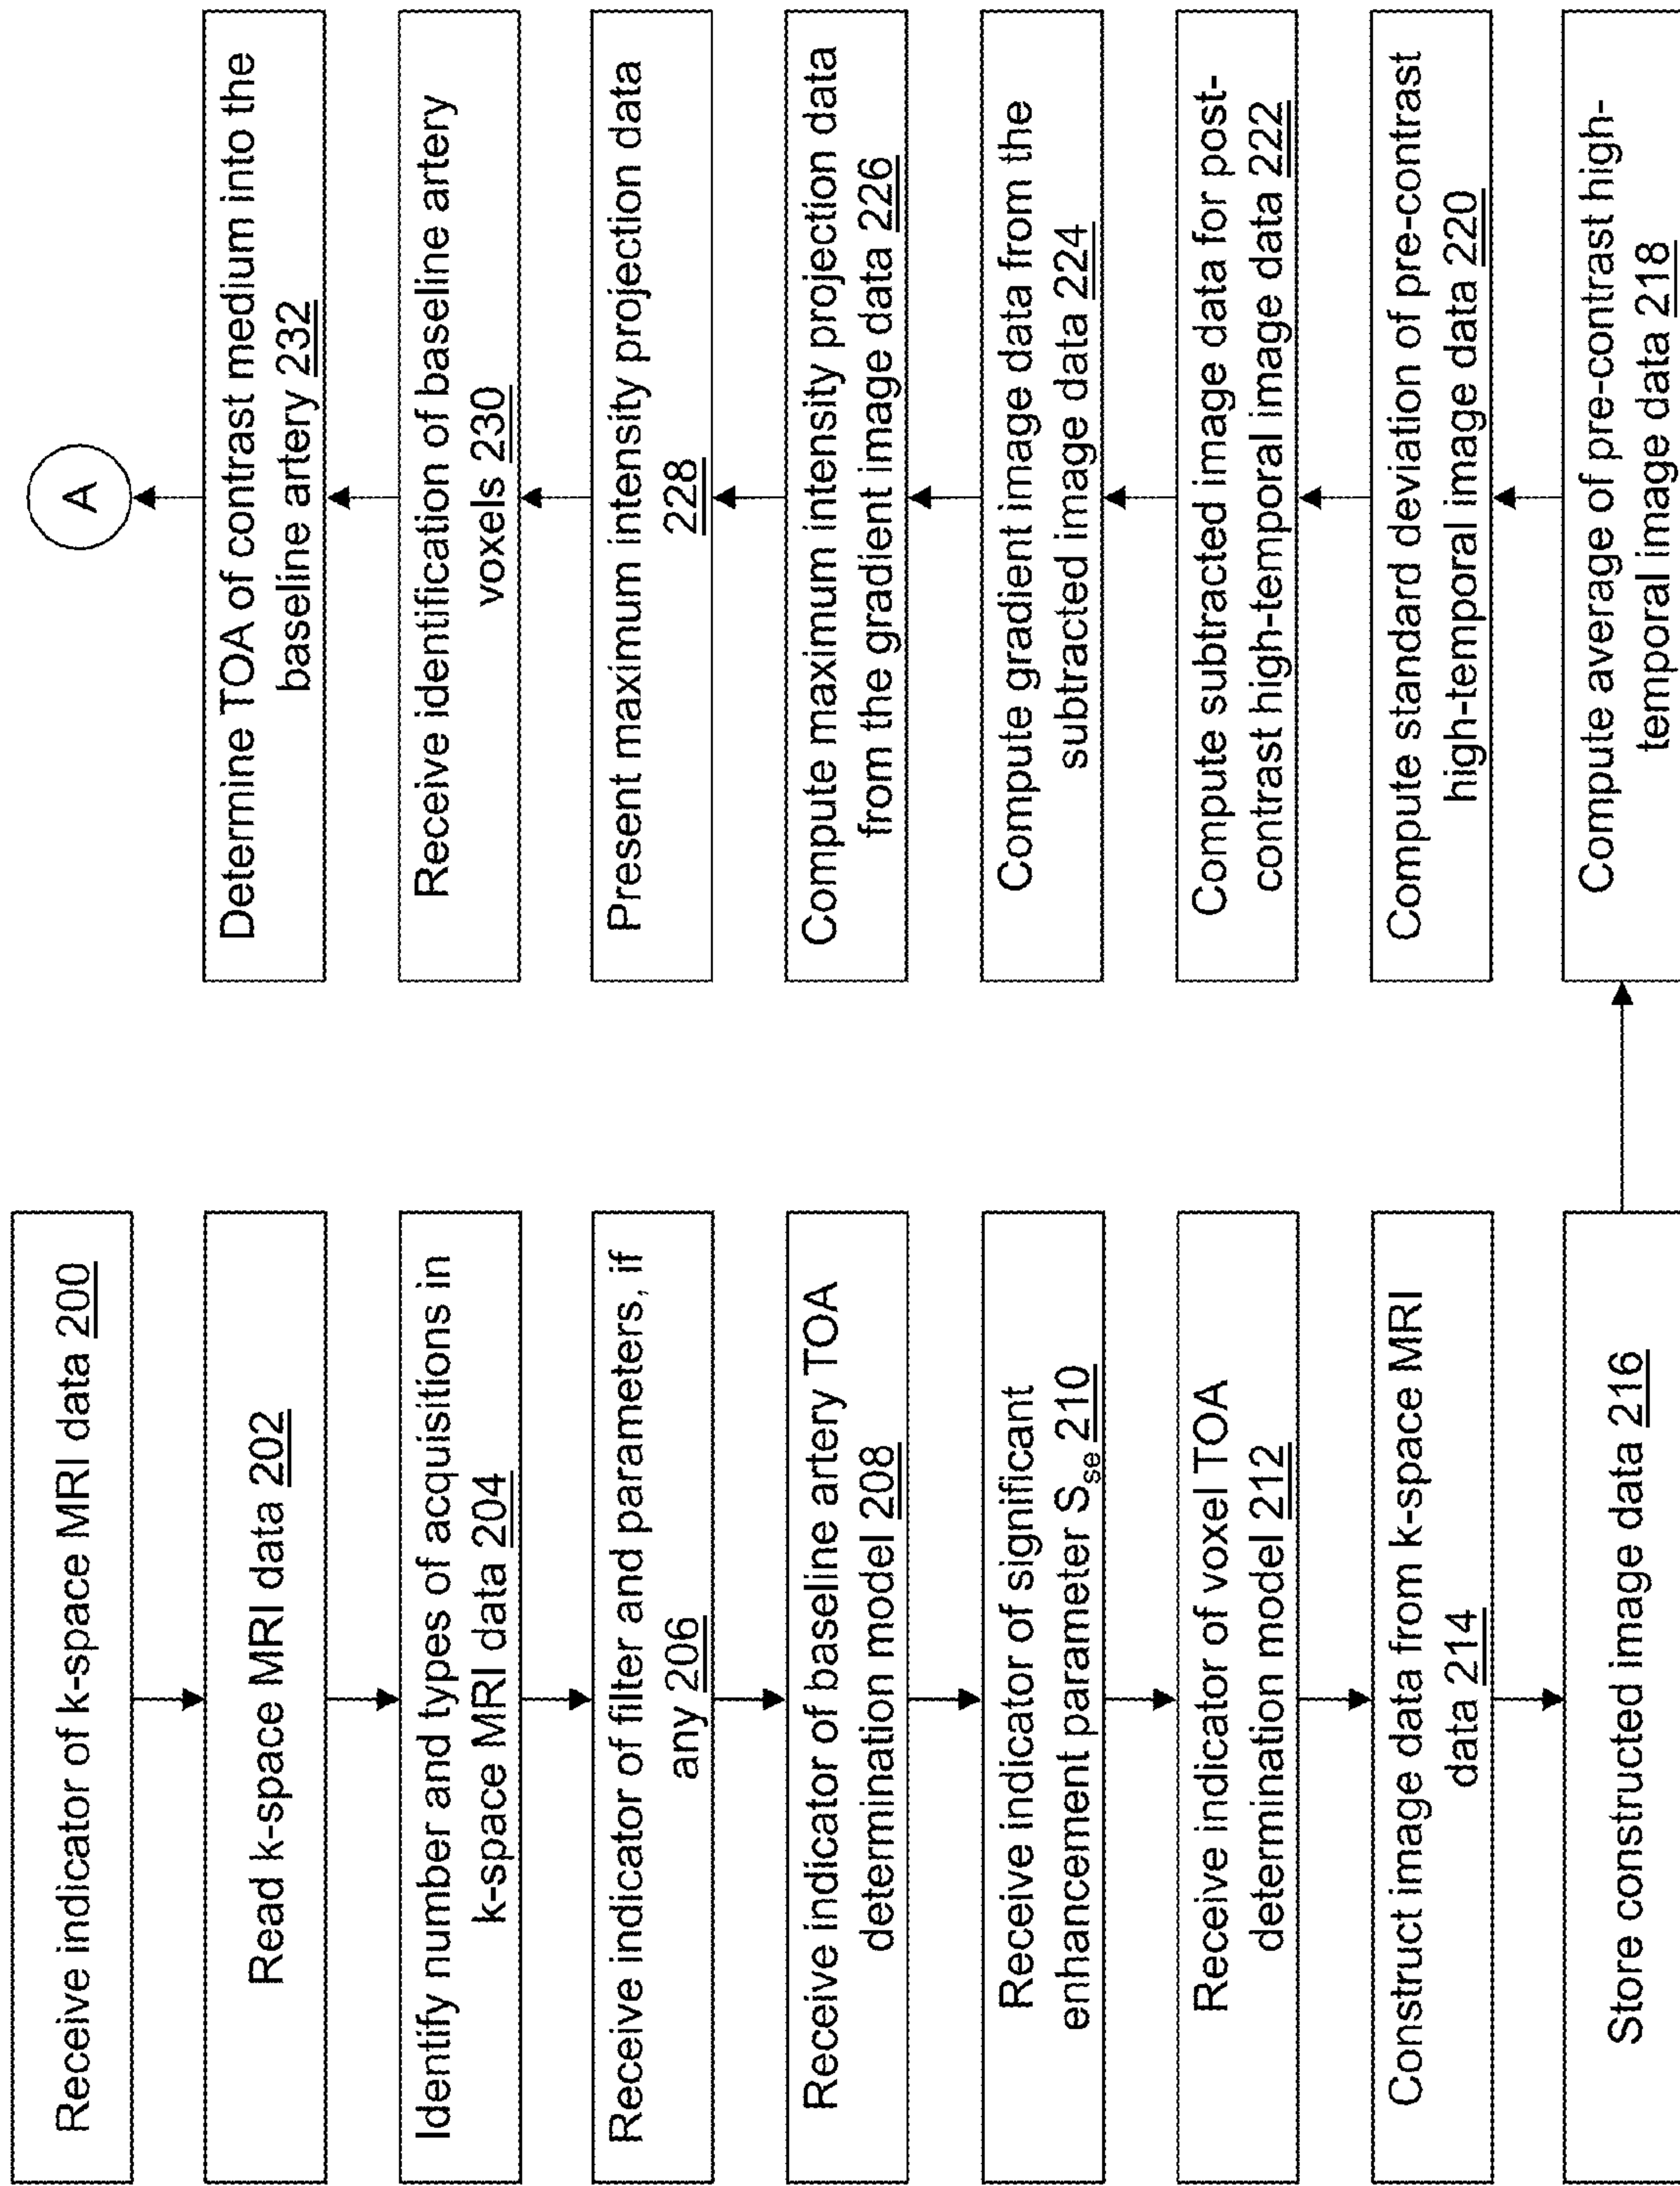 Receive indicator of k-space MRI data 200
Read k-space MRI data 202
Identify number and types of acquisitions in
k-space MRI data 204
Receive indicator of filter and parameters, if
any 206
Receive indicator of baseline artery TOA
determination model 208
Receive indicator of significant
enhancement parameter Sse 210
Receive indicator of voxel TOA
determination model 212
Construct image data from k-space MRI
data 214
Store constructed image data 216
Compute average of pre-contrast high-
temporal image data 218
Compute standard deviation of pre-contrast
high-temporal image data 220
Compute subtracted image data for post-
contrast high-temporal image data 222
Compute gradient image data from the
subtracted image data 224
Compute maximum intensity projection data
from the gradient image data 226
Present maximum intensity projection data
228
Receive identification of baseline artery
voxels 230
Determine TOA of contrast medium into the
baseline artery 232
A